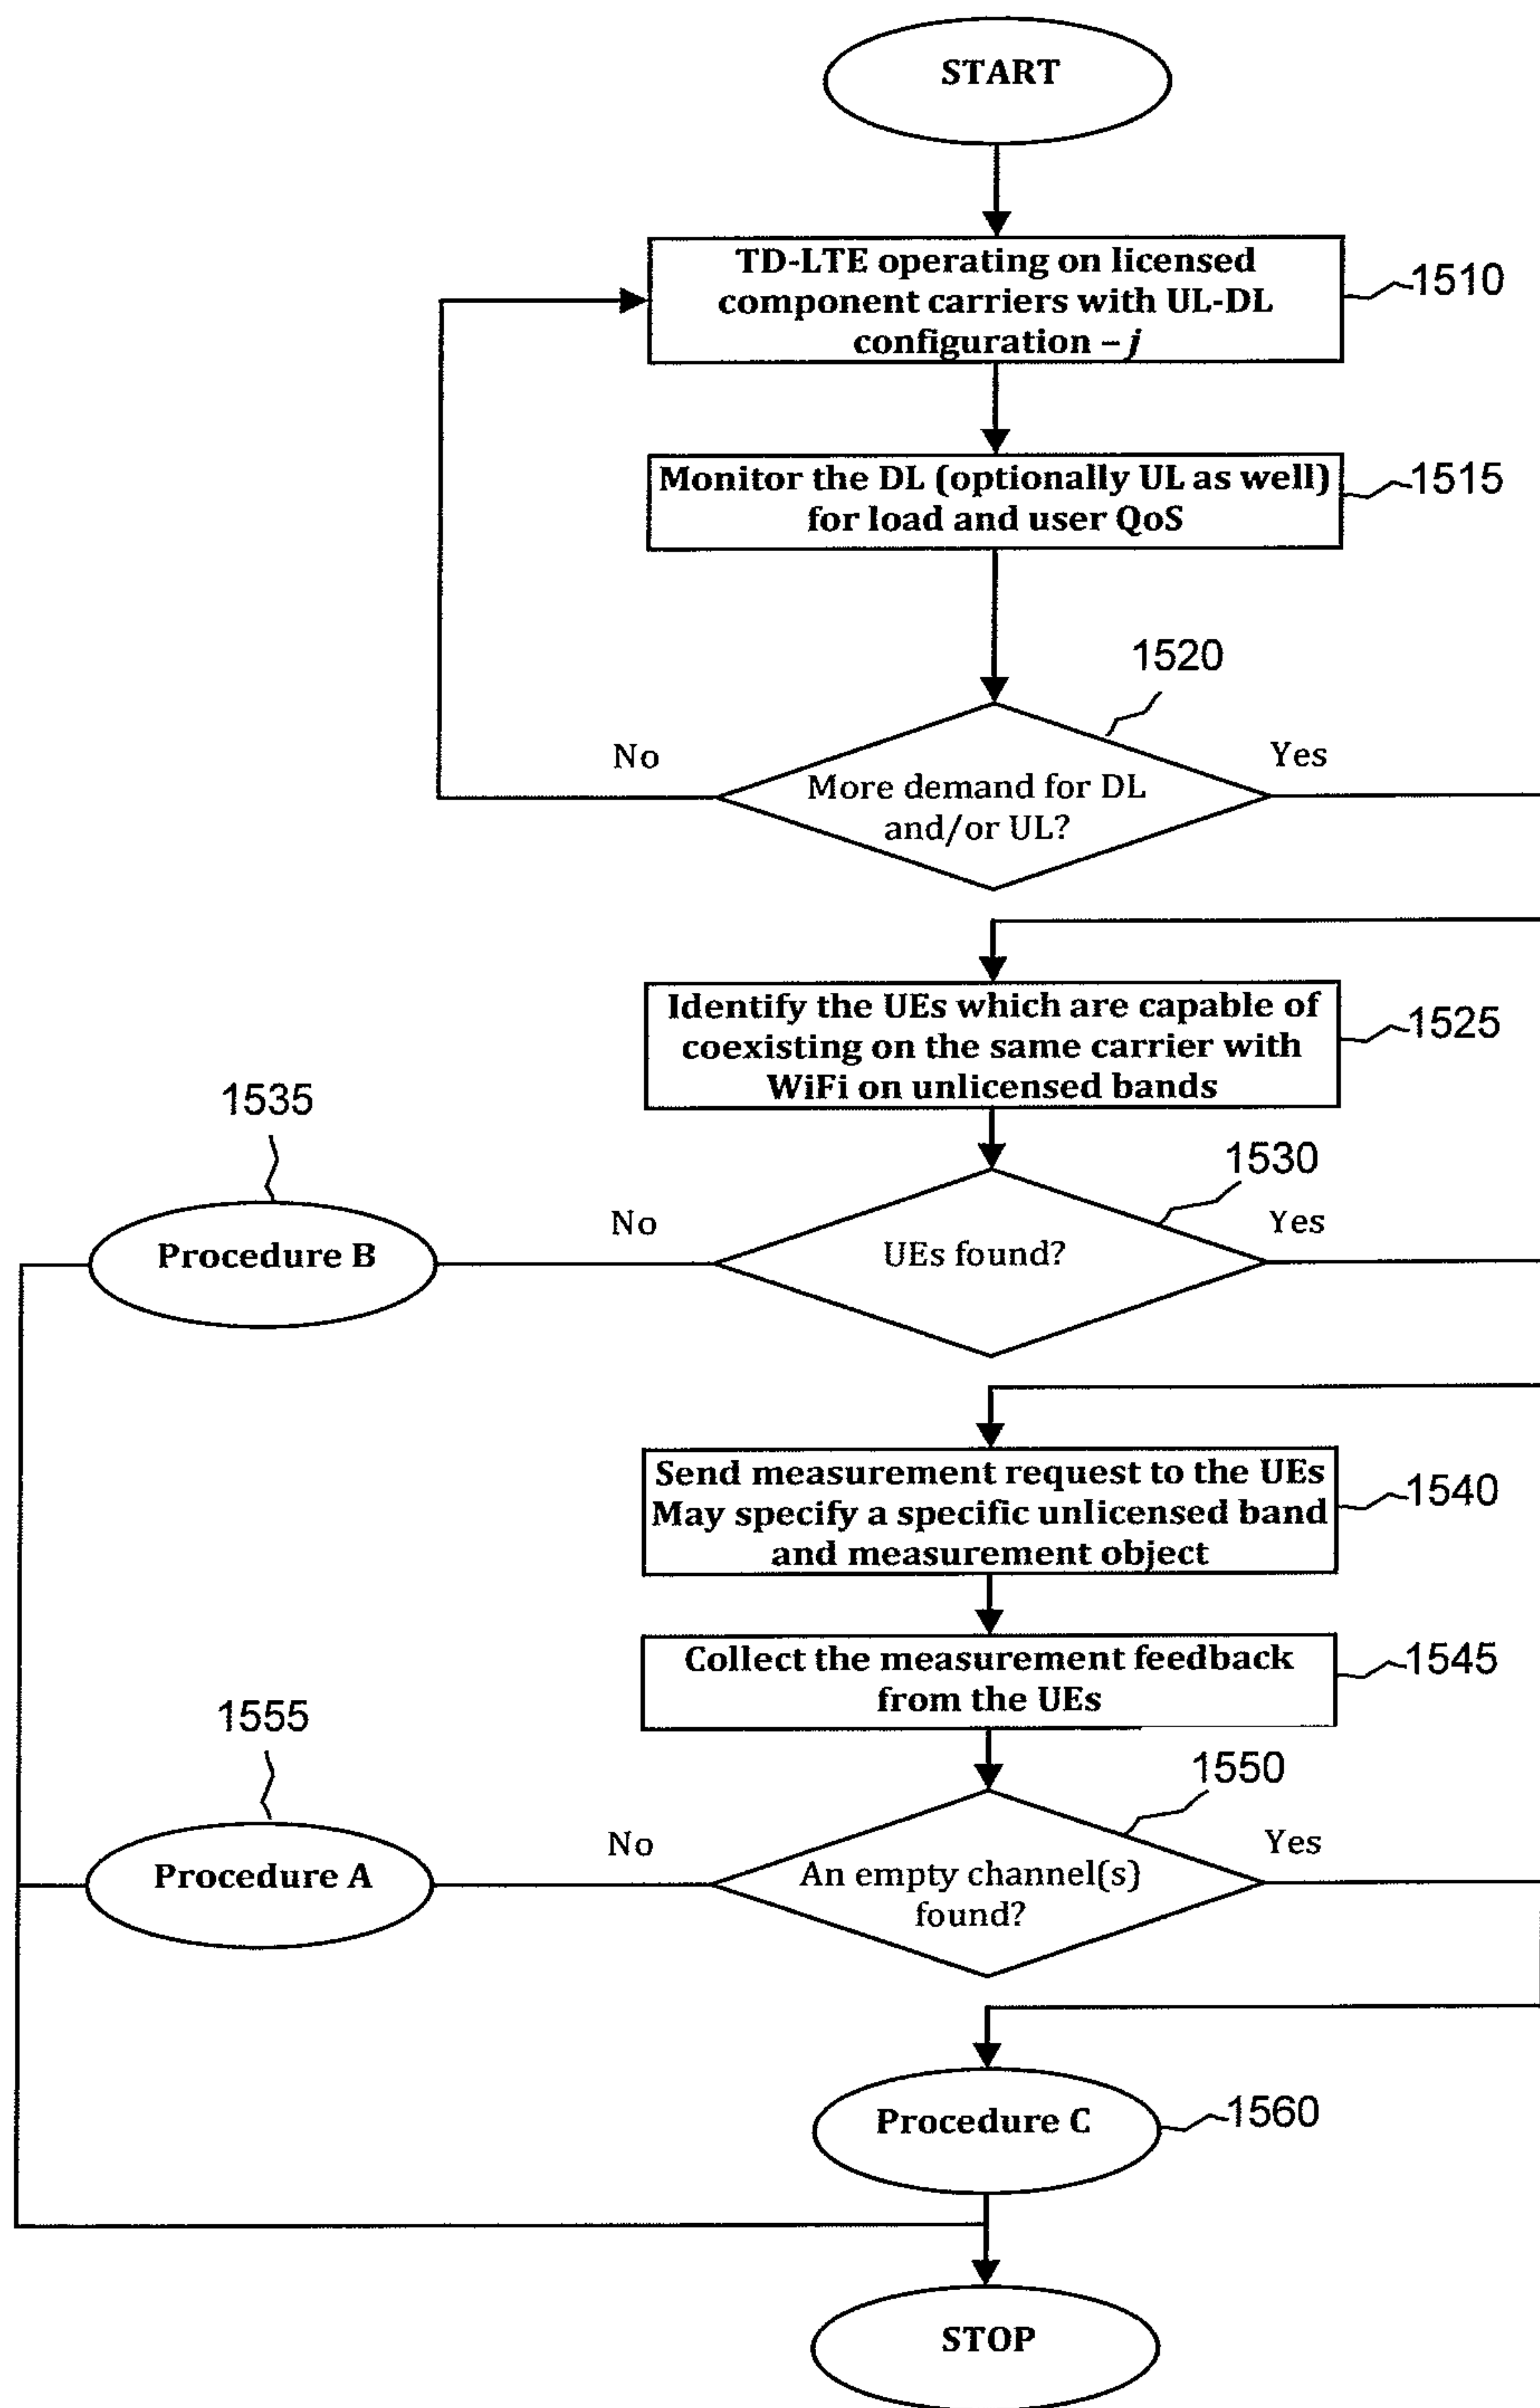 START
TD-LTE operating on licensed
component carriers with UL-DL
configuration – j
1510
Monitor the DL (optionally UL as well)
for load and user QoS
1515
1520
No
Yes
More demand for DL
and/or UL?
Identify the UEs which are capable of
coexisting on the same carrier with
WiFi on unlicensed bands
1525
1535
1530
Procedure B
No
Yes
UEs found?
Send measurement request to the UEs
May specify a specific unlicensed band
and measurement object
1540
Collect the measurement feedback
from the UEs
1545
1555
1550
Procedure A
No
Yes
An empty channel(s)
found?
Procedure C
1560
STOP